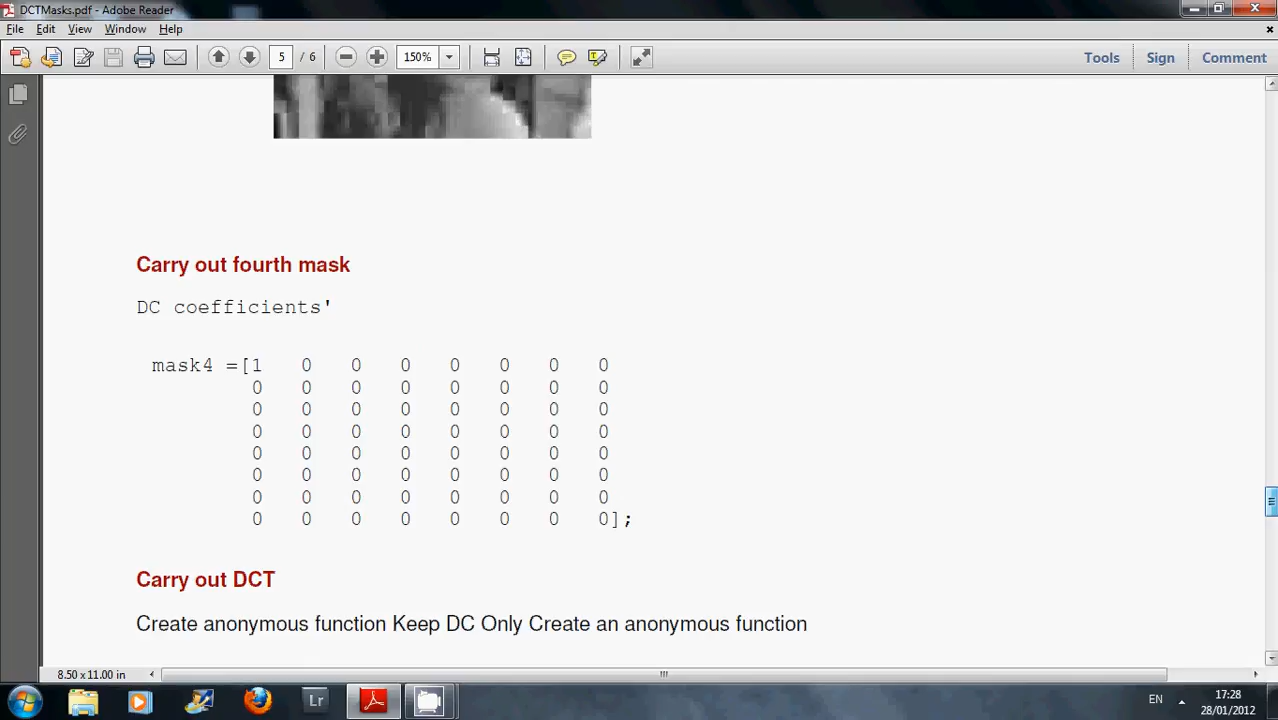 DCTMasks.pdf - Adobe Reader
File Edit View Window Help
5 / 6 150% Tools Sign Comment
Carry out fourth mask
DC coefficients'
mask4 =[1 0 0 0 0 0 0 0
0 0 0 0 0 0 0 0
0 0 0 0 0 0 0 0
0 0 0 0 0 0 0 0
0 0 0 0 0 0 0 0
0 0 0 0 0 0 0 0
0 0 0 0 0 0 0 0
0 0 0 0 0 0 0 0];
Carry out DCT
Create anonymous function Keep DC Only Create an anonymous function
8.50 x 11.00 in
Lr EN 17:28
28/01/2012